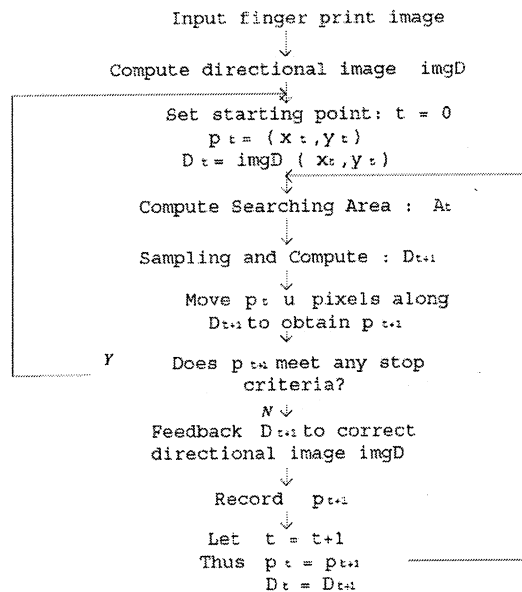 Input finger print image
Compute directional image imgD
Set starting point: t = 0
p t = (x t, y t)
D t = imgD ( x t, y t)
Compute Searching Area : A t
Sampling and Compute : D t+1
Move p t u pixels along
D t+1 to obtain p t+1
Y
Does p t+1 meet any stop
criteria?
N
Feedback D t+1 to correct
directional image imgD
Record p t+1
Let t = t+1
Thus p t = p t+1
D t = D t+1